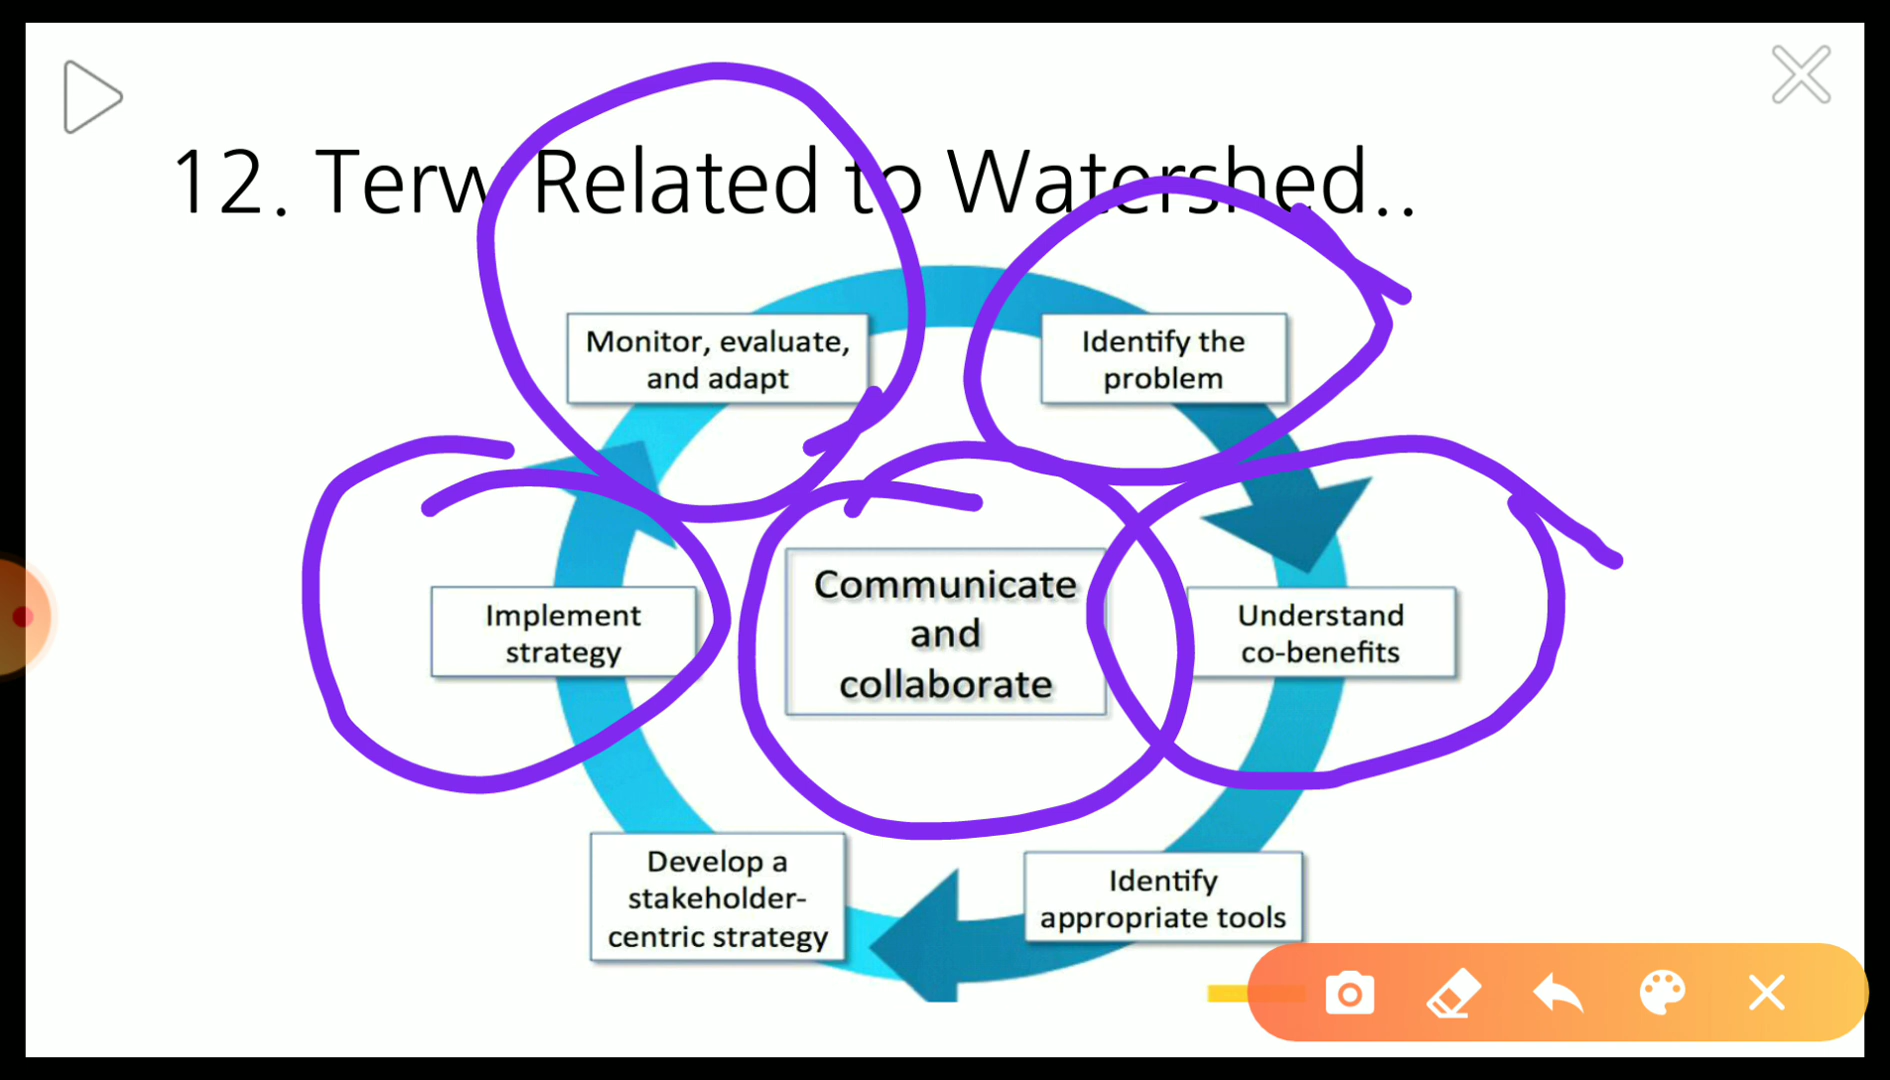 12. Terw Related to Watershed..
Monitor, evaluate,
and adapt
Identify the
problem
Implement
strategy
Communicate
and
collaborate
Understand
co-benefits
Develop a
stakeholder-
centric strategy
Identify
appropriate tools